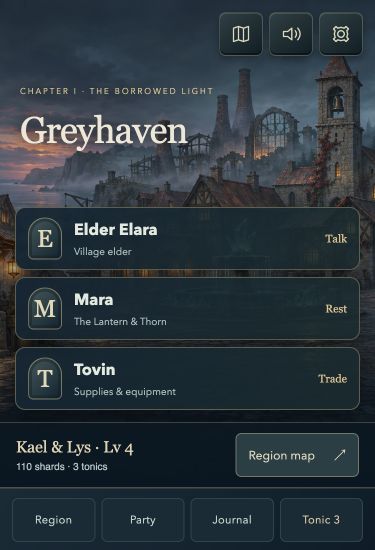 CHAPTER I · THE BORROWED LIGHT
Greyhaven
E
Elder Elara
Village elder
Talk
M
Mara
The Lantern & Thorn
Rest
T
Tovin
Supplies & equipment
Trade
Kael & Lys · Lv 4
110 shards · 3 tonics
Region map ↗
Region
Party
Journal
Tonic 3